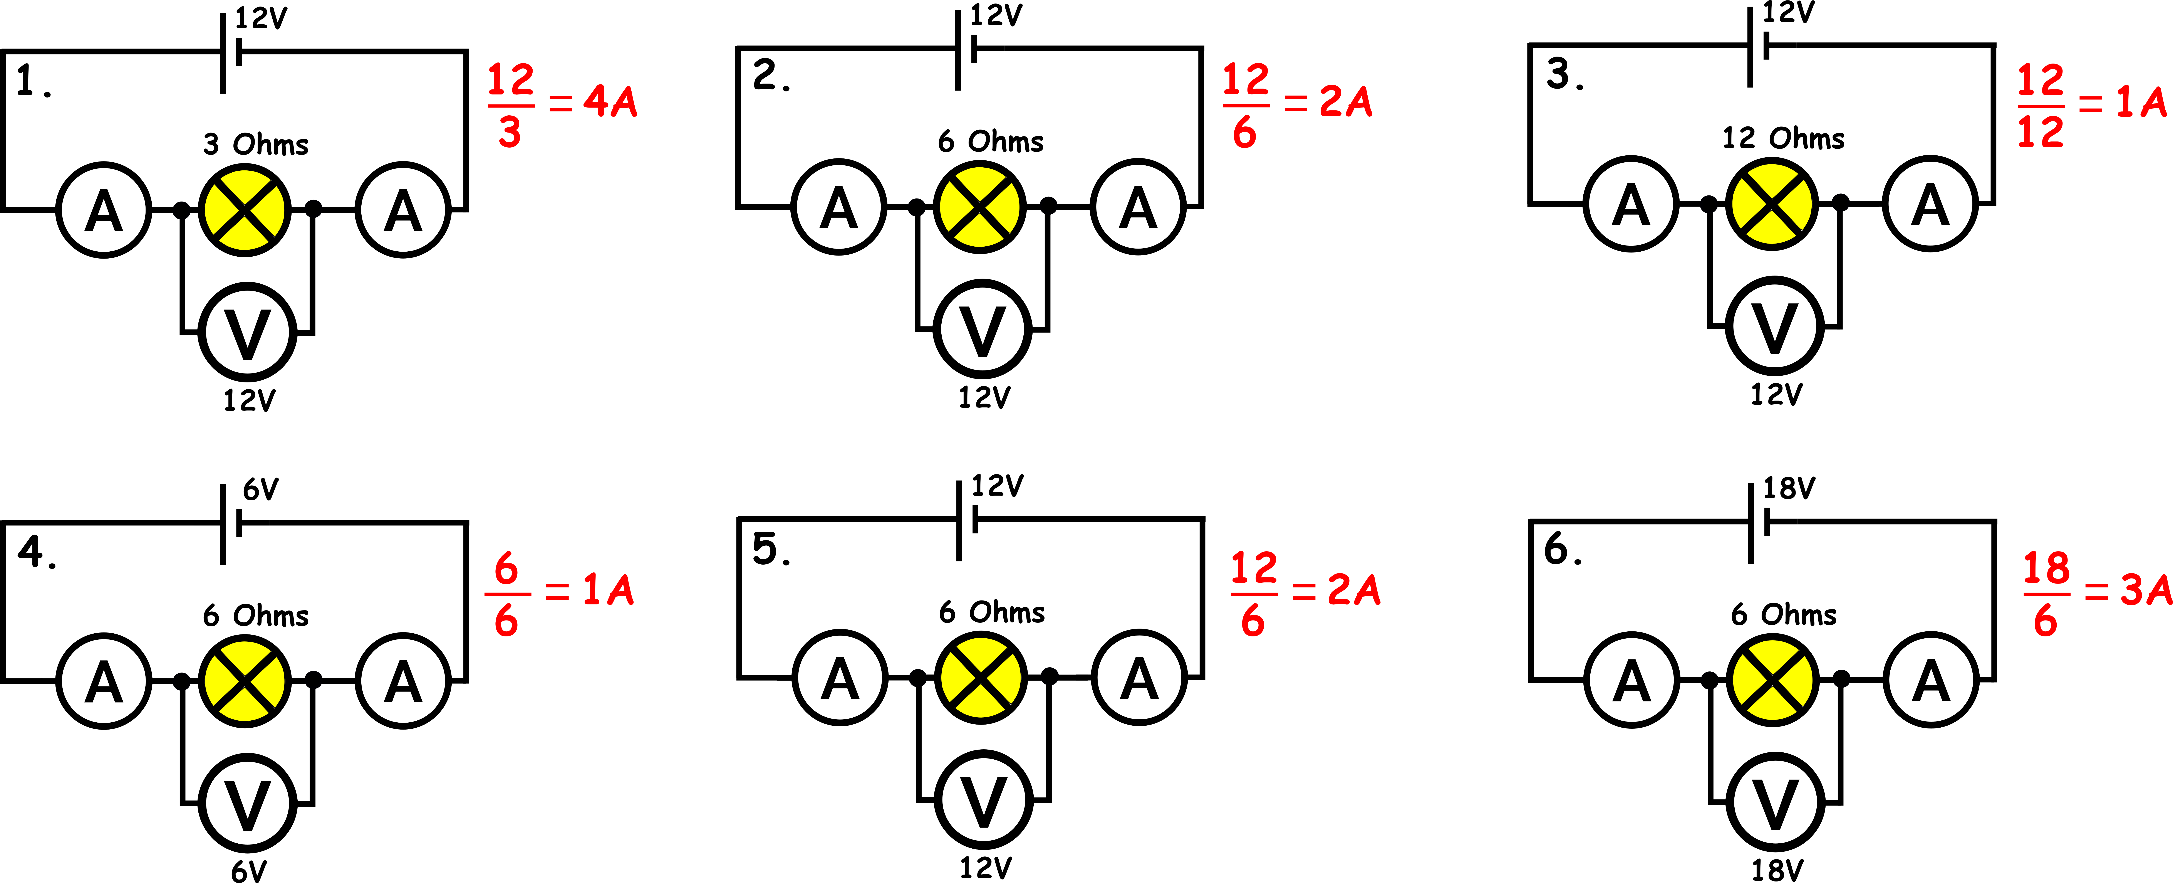 12V
1.
12
3
= 4A
3 Ohms
A
A
V
12V
12V
2.
12
6
= 2A
6 Ohms
A
A
V
12V
12V
3.
12
12
= 1A
12 Ohms
A
A
V
12V
6V
4.
6
6
= 1A
6 Ohms
A
A
V
6V
12V
5.
12
6
= 2A
6 Ohms
A
A
V
12V
18V
6.
18
6
= 3A
6 Ohms
A
A
V
18V